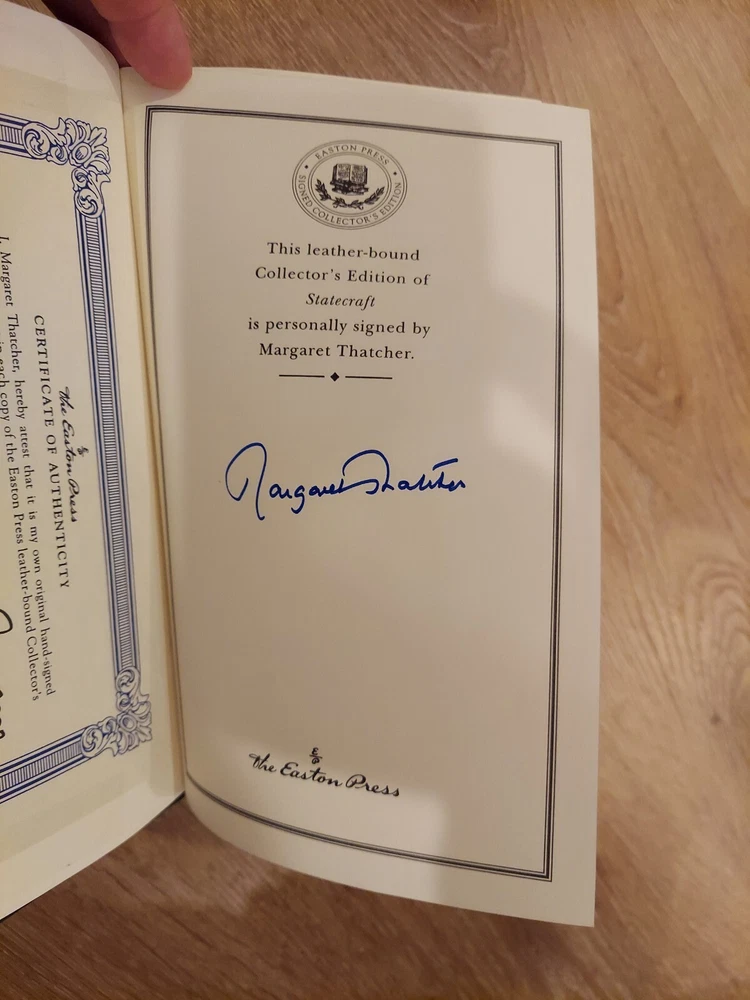 The Easton Press
CERTIFICATE OF AUTHENTICITY
I, Margaret Thatcher, hereby attest that it is my own original hand-signed
in each copy of the Easton Press leather-bound Collector's
EASTON PRESS
SIGNED COLLECTOR'S EDITION
This leather-bound
Collector's Edition of
Statecraft
is personally signed by
Margaret Thatcher.
Margaret Thatcher
The Easton Press